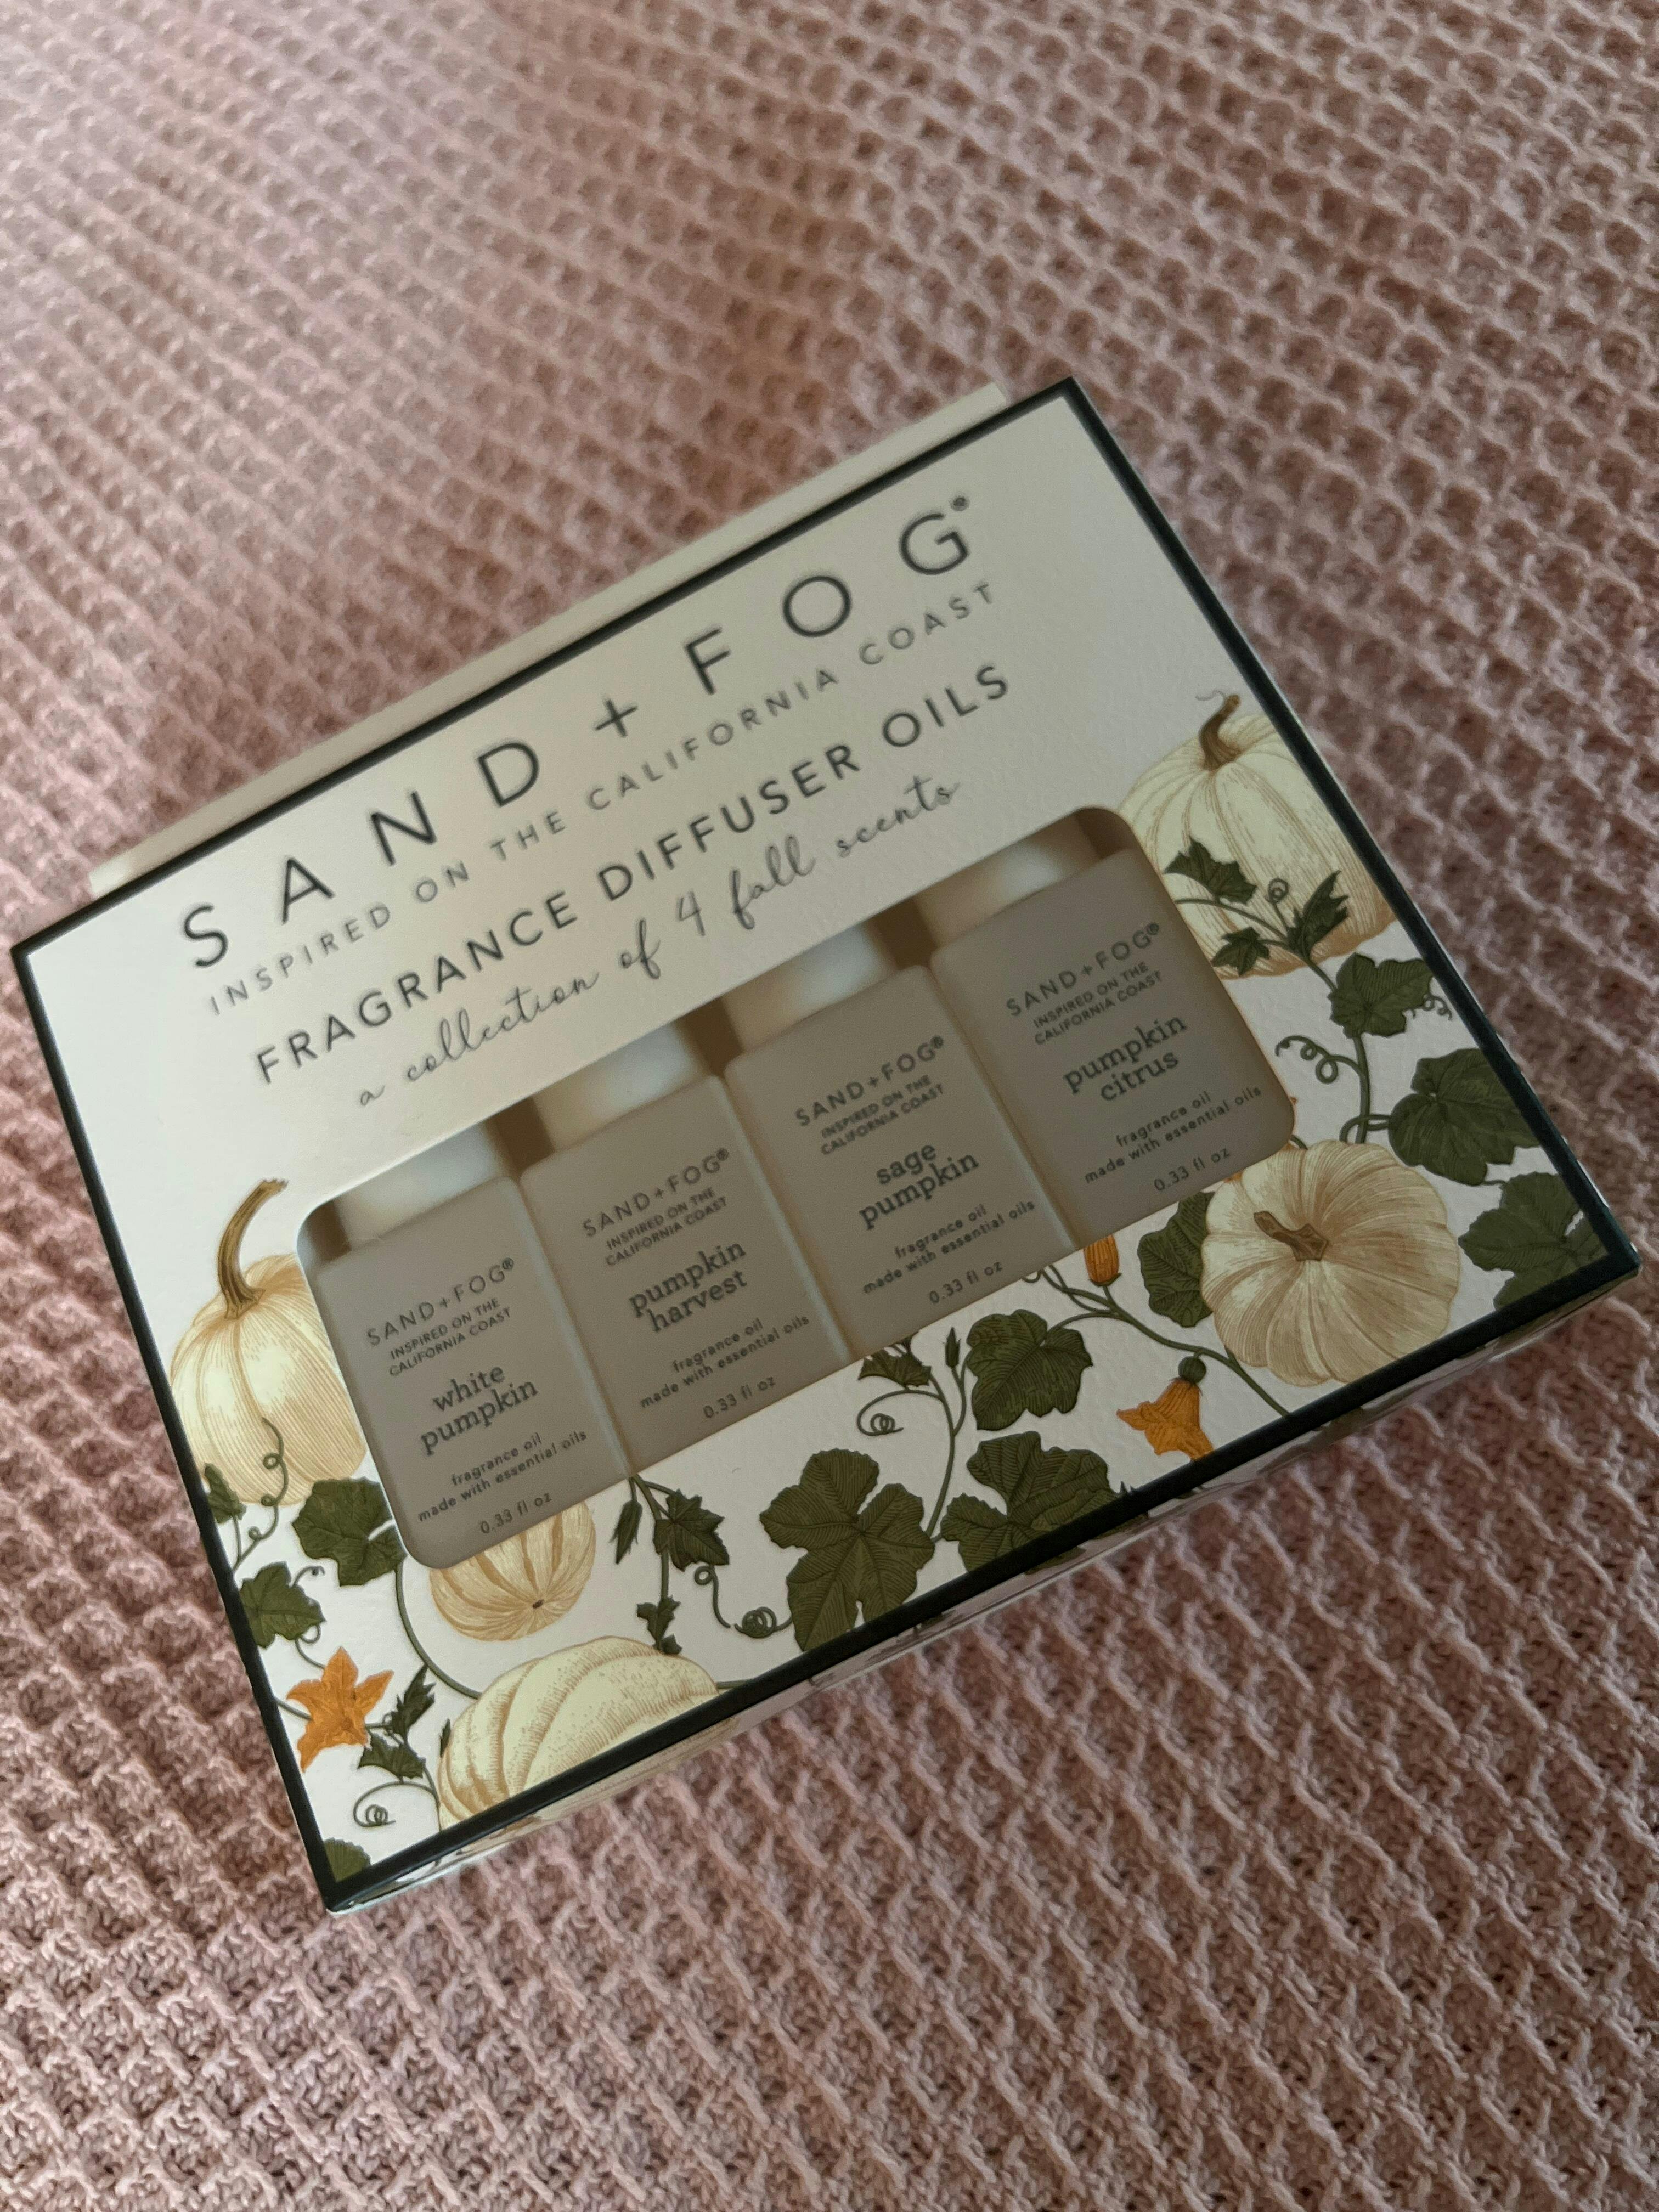 SAND + FOG®
INSPIRED ON THE CALIFORNIA COAST
FRAGRANCE DIFFUSER OILS
a collection of 4 fall scents
SAND + FOG®
INSPIRED ON THE
CALIFORNIA COAST
white
pumpkin
fragrance oil
made with essential oils
0.33 fl oz
SAND + FOG®
INSPIRED ON THE
CALIFORNIA COAST
pumpkin
harvest
fragrance oil
made with essential oils
0.33 fl oz
SAND + FOG®
INSPIRED ON THE
CALIFORNIA COAST
sage
pumpkin
fragrance oil
made with essential oils
0.33 fl oz
SAND + FOG®
INSPIRED ON THE
CALIFORNIA COAST
pumpkin
citrus
fragrance oil
made with essential oils
0.33 fl oz